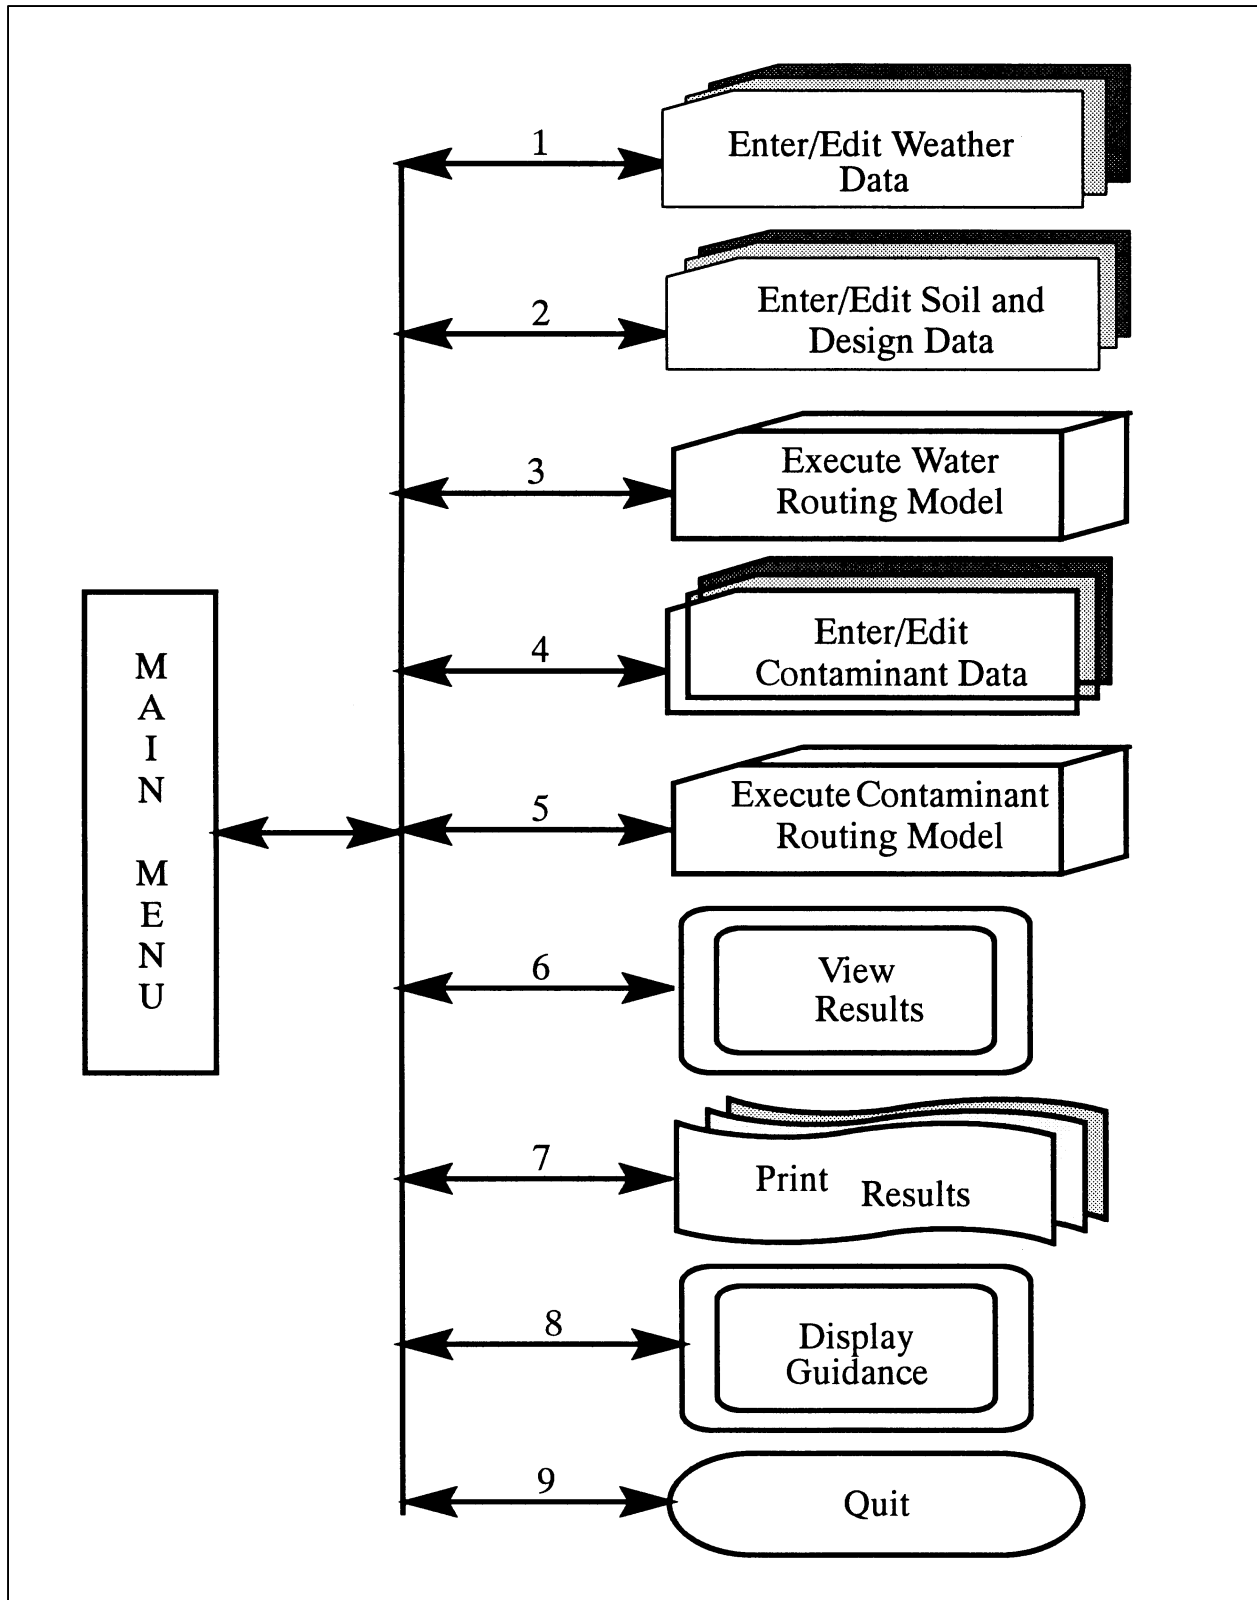 MAIN MENU
1
Enter/Edit Weather
Data
2
Enter/Edit Soil and
Design Data
3
Execute Water
Routing Model
4
Enter/Edit
Contaminant Data
5
Execute Contaminant
Routing Model
6
View
Results
7
Print Results
8
Display
Guidance
9
Quit